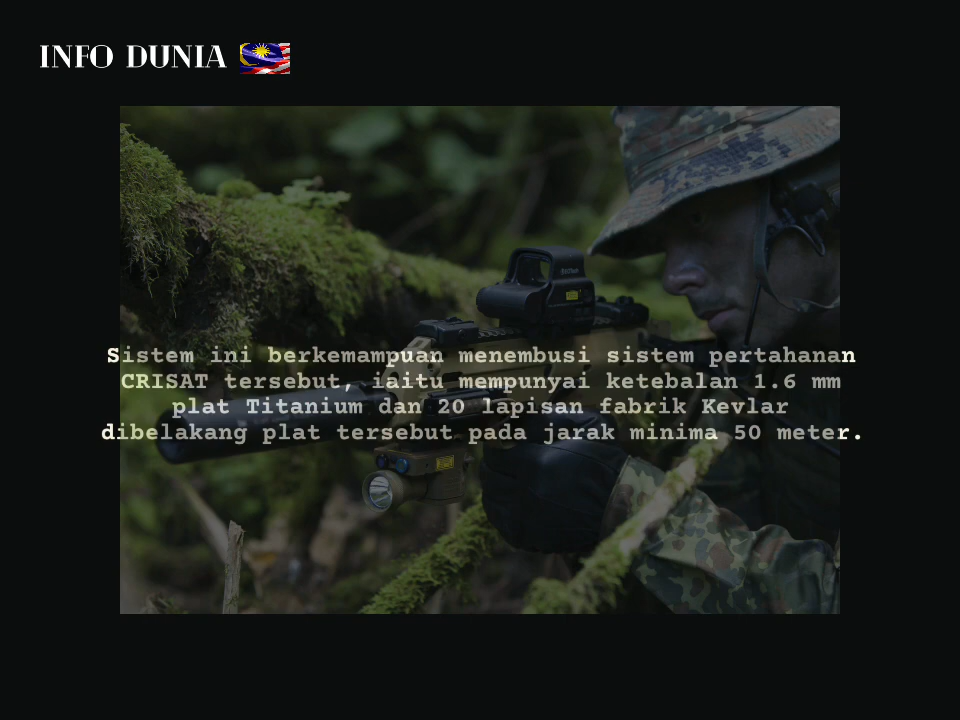 INFO DUNIA
Sistem ini berkemampuan menembusi sistem pertahanan
CRISAT tersebut, iaitu mempunyai ketebalan 1.6 mm
plat Titanium dan 20 lapisan fabrik Kevlar
dibelakang plat tersebut pada jarak minima 50 meter.